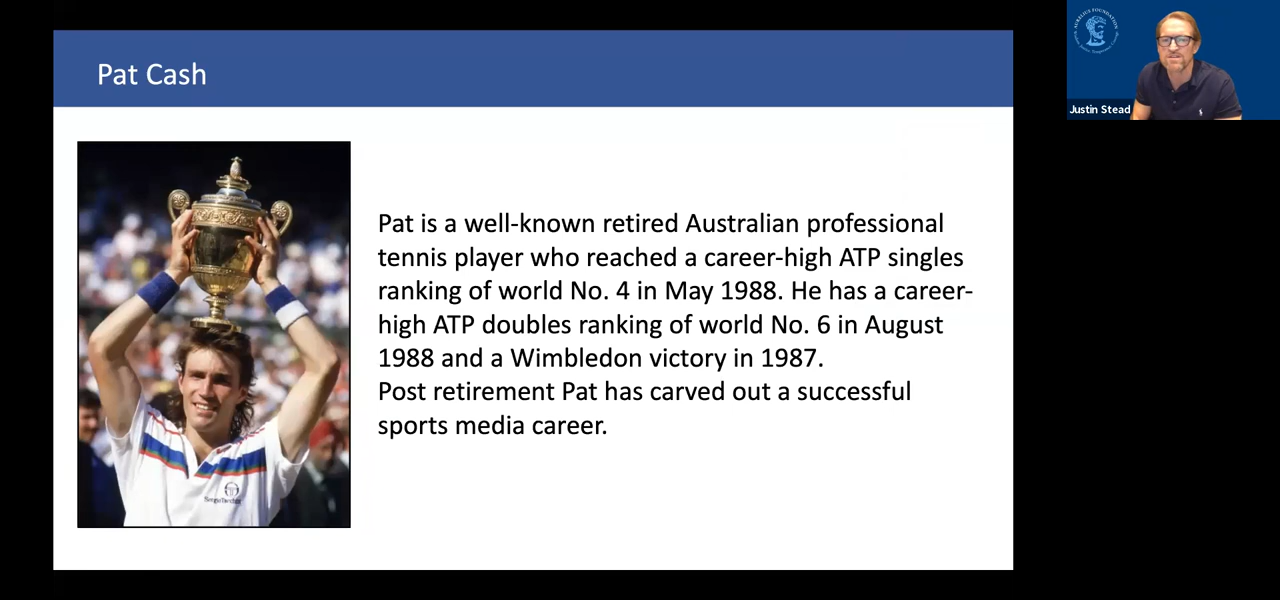 Pat Cash
Pat is a well-known retired Australian professional
tennis player who reached a career-high ATP singles
ranking of world No. 4 in May 1988. He has a career-
high ATP doubles ranking of world No. 6 in August
1988 and a Wimbledon victory in 1987.
Post retirement Pat has carved out a successful
sports media career.
AURELIUS FOUNDATION
Justin Stead